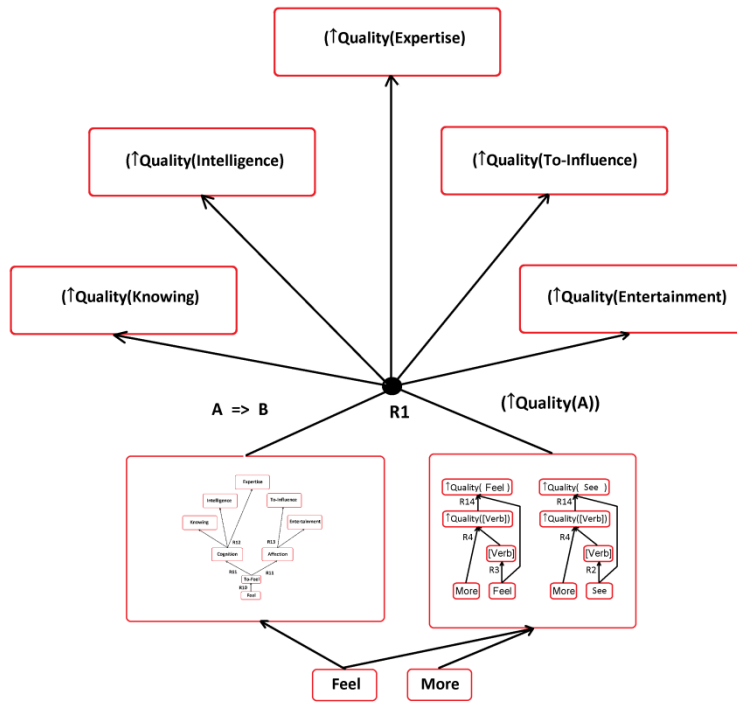 (↑Quality(Expertise)
(↑Quality(Intelligence)
(↑Quality(To-Influence)
(↑Quality(Knowing)
(↑Quality(Entertainment)
A => B
R1
(↑Quality(A))
Expertise
Intelligence
To-Influence
Knowing
Entertainment
R12
R13
Cognition
Affection
R11
R11
To-Feel
R10
Feel
↑Quality( Feel )
↑Quality( See )
R14
R14
↑Quality([Verb])
↑Quality([Verb])
R4
R4
[Verb]
[Verb]
R3
R2
More
Feel
More
See
Feel
More